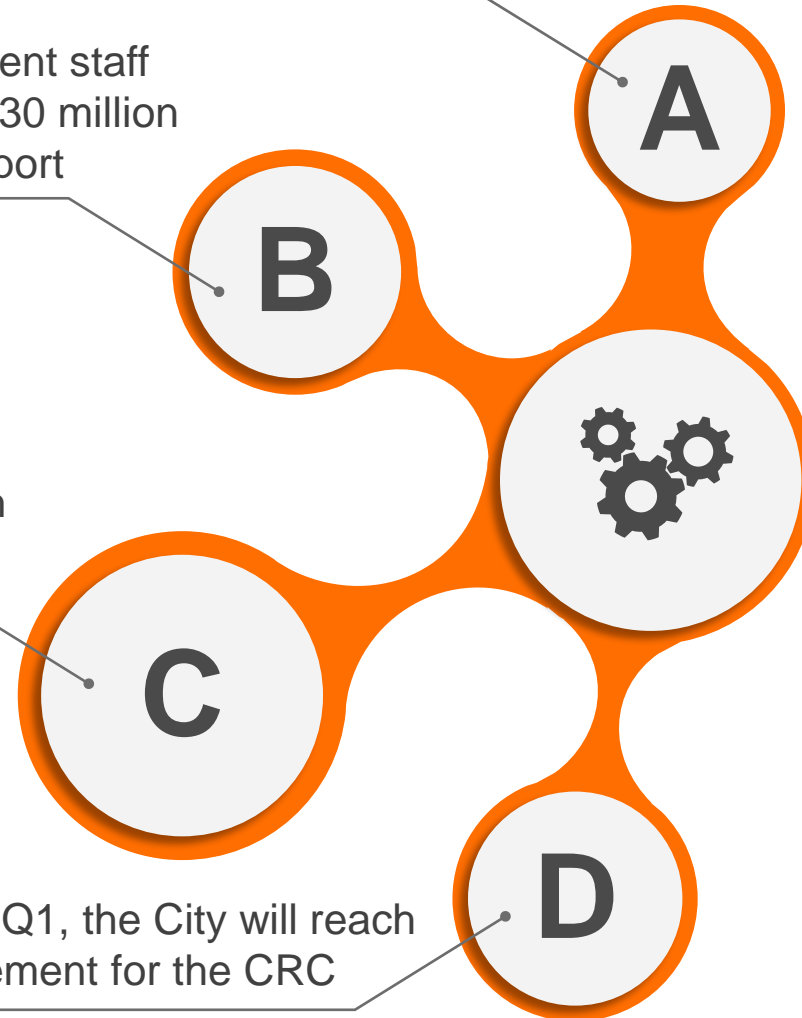 A
ent staff
30 million
port
B
C
Q1, the City will reach
ement for the CRC
D